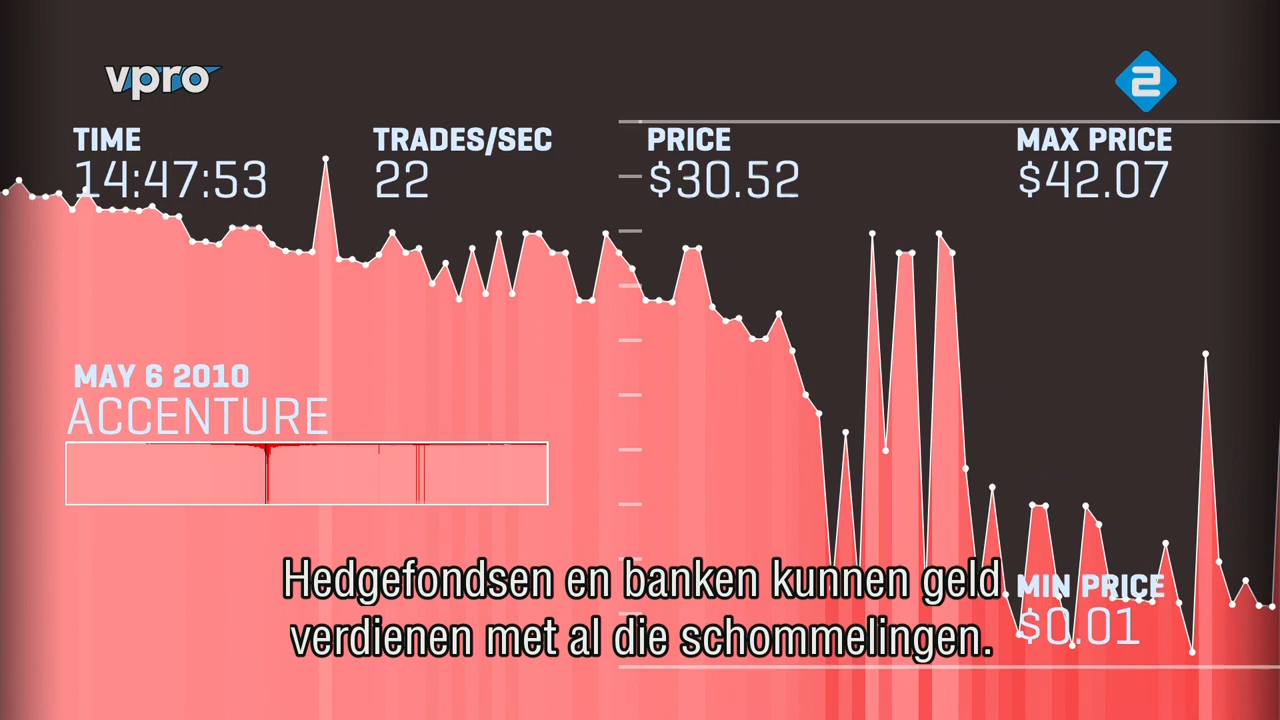 vpro
2
TIME
14:47:53
TRADES/SEC
22
PRICE
$30.52
MAX PRICE
$42.07
MAY 6 2010
ACCENTURE
Hedgefondsen en banken kunnen geld
verdienen met al die schommelingen.
MIN PRICE
$0.01